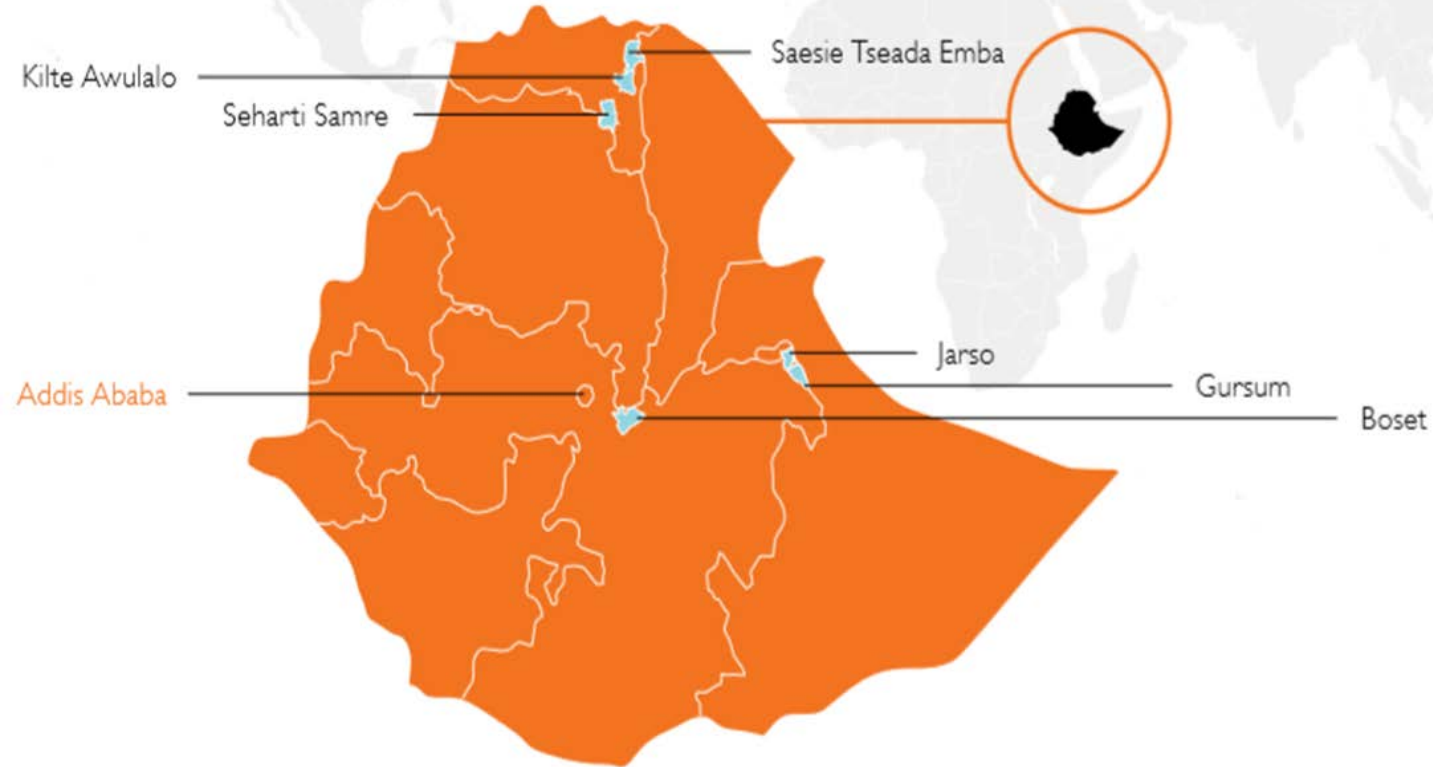 Saesie Tseada Emba
Kilte Awulalo
Seharti Samre
Jarso
Gursum
Addis Ababa
Boset